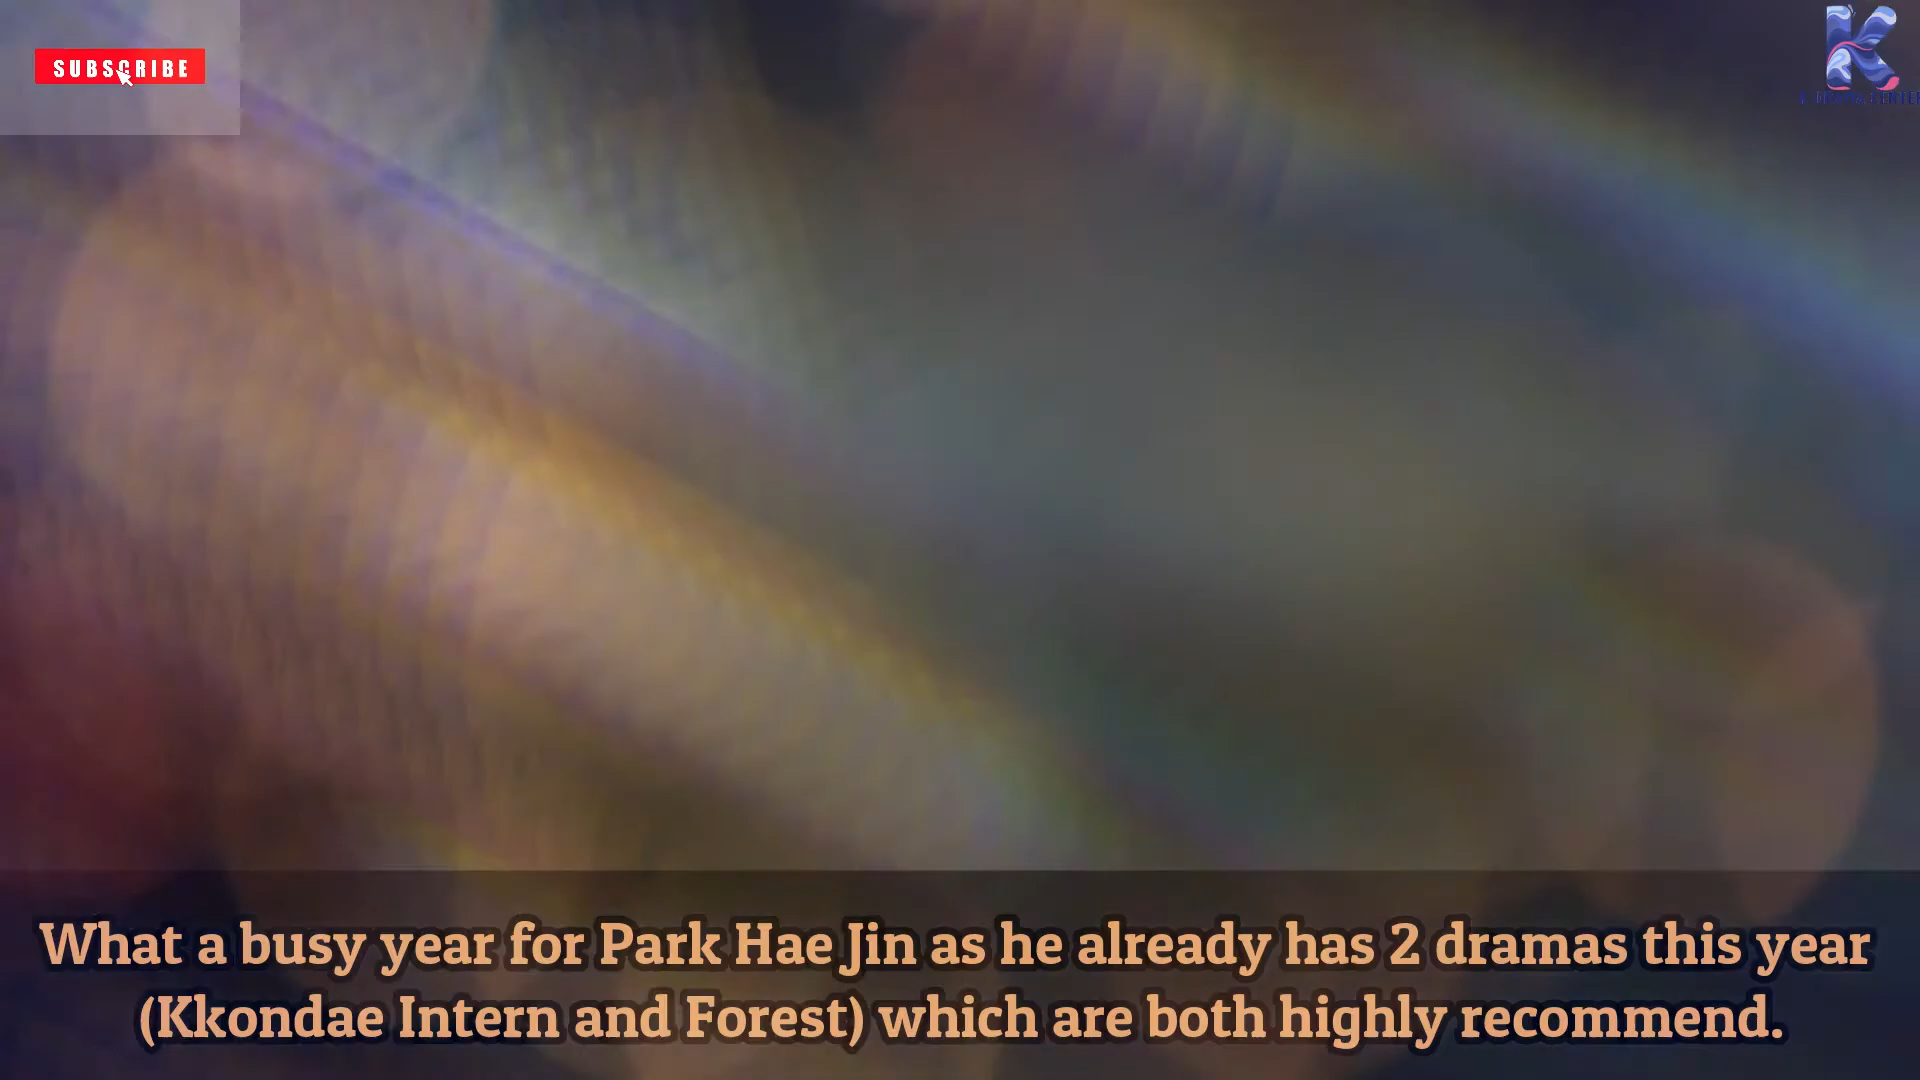 SUBSCRIBE
K
What a busy year for Park Hae Jin as he already has 2 dramas this year
(Kkondae Intern and Forest) which are both highly recommend.